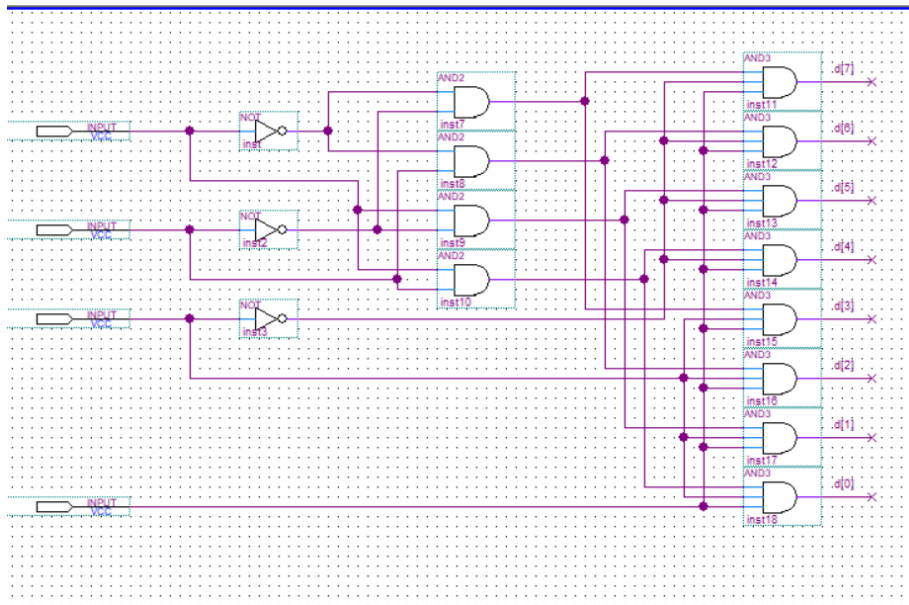 AND3
d[7]
inst11
AND2
inst7
NOT
INPUT
VCC
inst
AND3
d[6]
inst12
AND2
inst8
AND3
d[5]
inst13
AND2
inst9
NOT
INPUT
VCC
inst2
AND3
d[4]
inst14
AND2
inst10
NOT
INPUT
VCC
inst3
AND3
d[3]
inst15
AND3
d[2]
inst16
AND3
d[1]
inst17
AND3
d[0]
inst18
INPUT
VCC